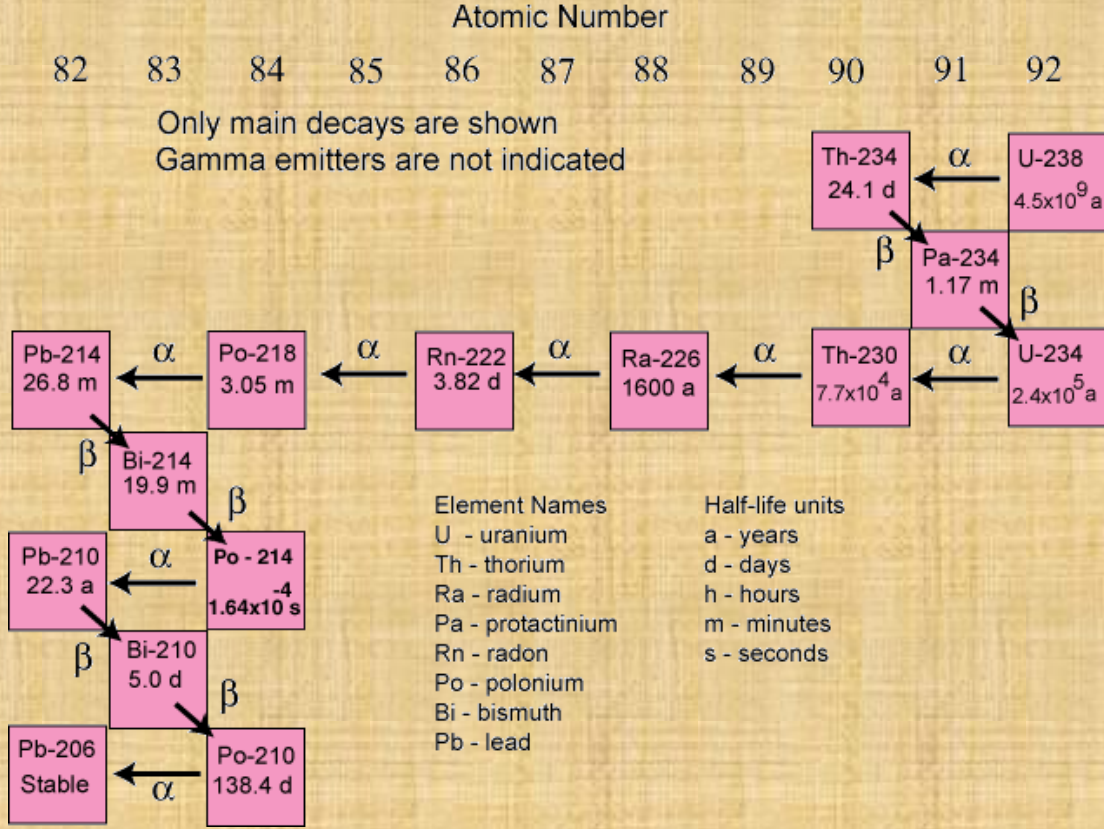 Atomic Number
82 83 84 85 86 87 88 89 90 91 92
Only main decays are shown
Gamma emitters are not indicated
Th-234
24.1 d
α
U-238
4.5x10⁹ a
β
Pa-234
1.17 m
β
Pb-214
26.8 m
α
Po-218
3.05 m
α
Rn-222
3.82 d
α
Ra-226
1600 a
α
Th-230
7.7x10⁴ a
α
U-234
2.4x10⁵ a
β
Bi-214
19.9 m
β
Pb-210
22.3 a
α
Po - 214
1.64x10⁻⁴ s
β
Bi-210
5.0 d
β
Pb-206
Stable
α
Po-210
138.4 d
Element Names
U - uranium
Th - thorium
Ra - radium
Pa - protactinium
Rn - radon
Po - polonium
Bi - bismuth
Pb - lead
Half-life units
a - years
d - days
h - hours
m - minutes
s - seconds